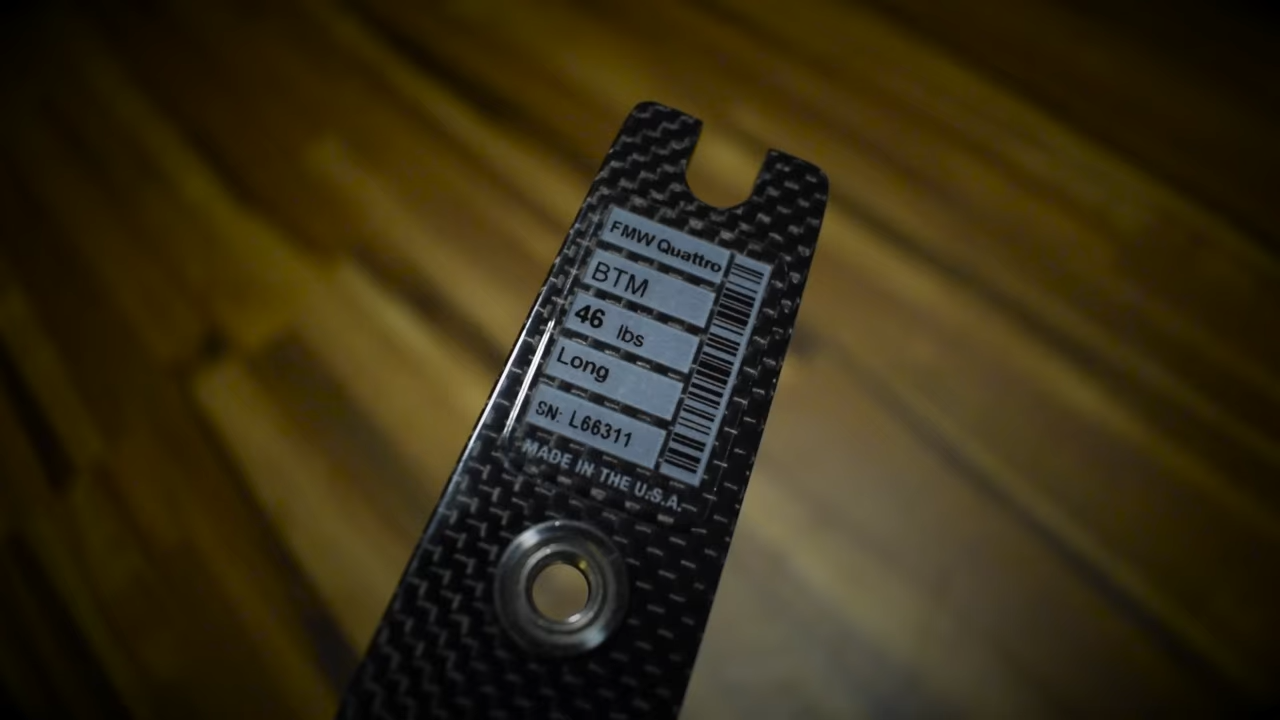 FMW Quattro
BTM
46 lbs
Long
SN: L66311
MADE IN THE U.S.A.